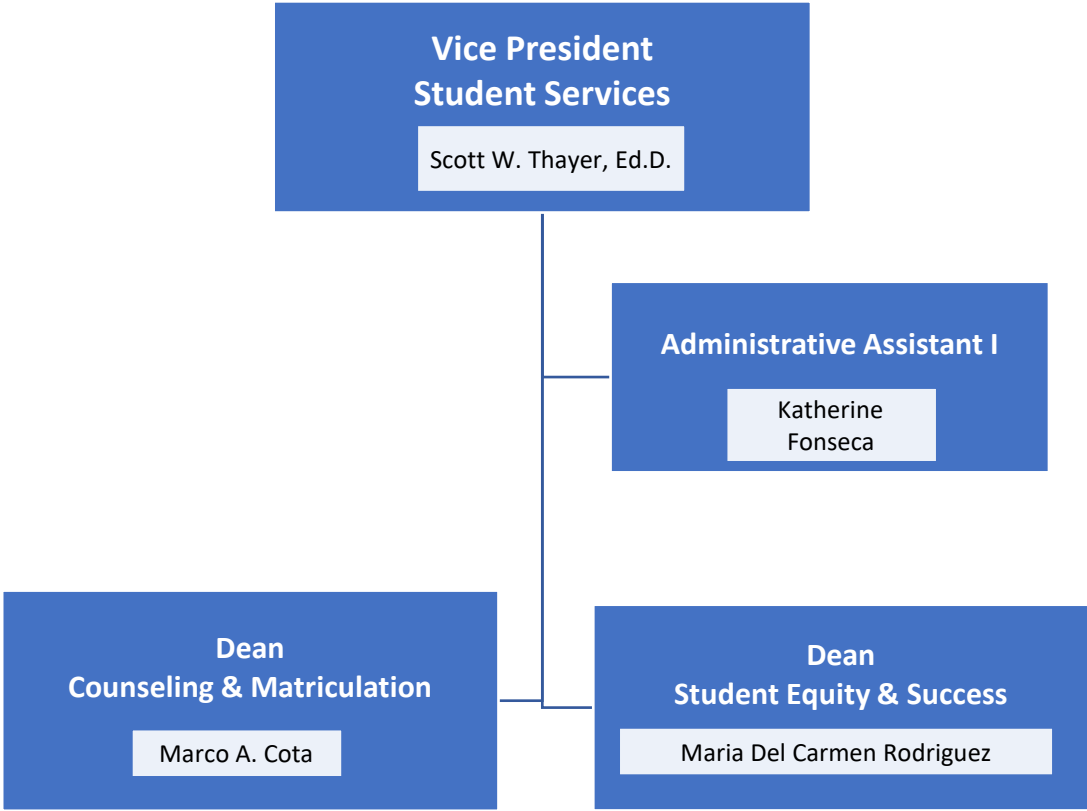 Vice President
Student Services
Scott W. Thayer, Ed.D.
Administrative Assistant I
Katherine
Fonseca
Dean
Counseling & Matriculation
Marco A. Cota
Dean
Student Equity & Success
Maria Del Carmen Rodriguez